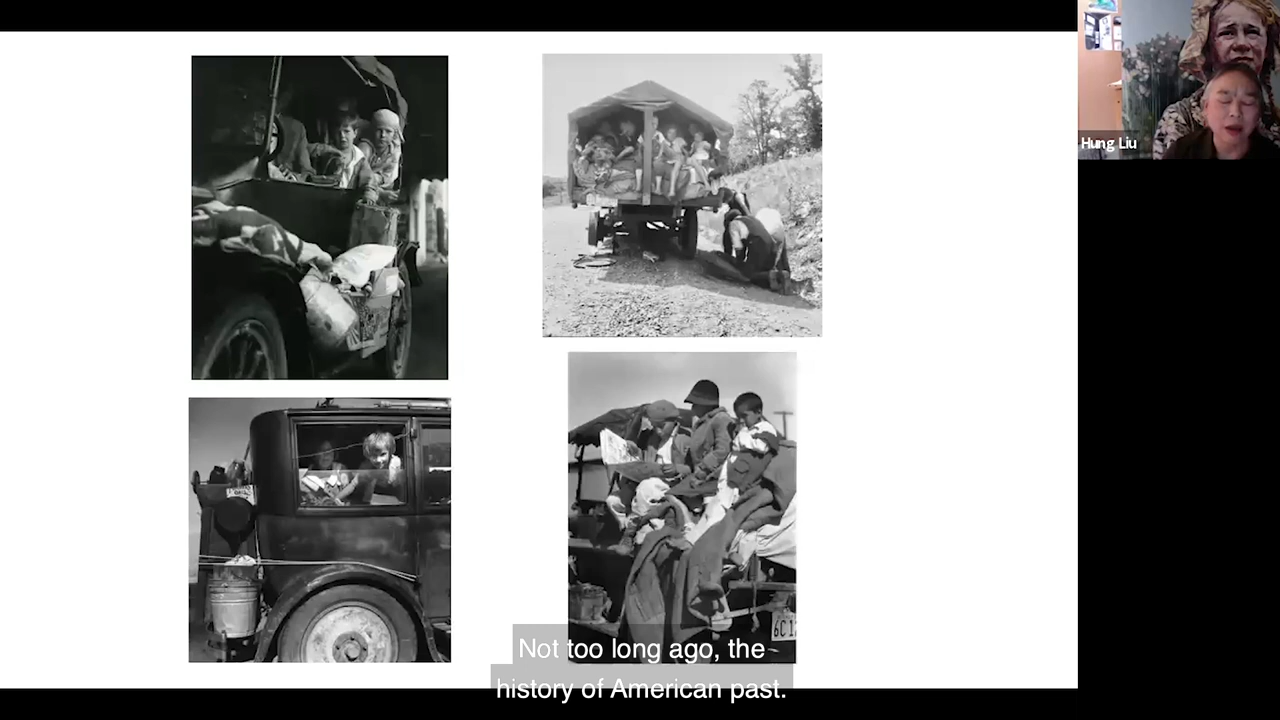 Hung Liu
Not too long ago, the
history of American past.